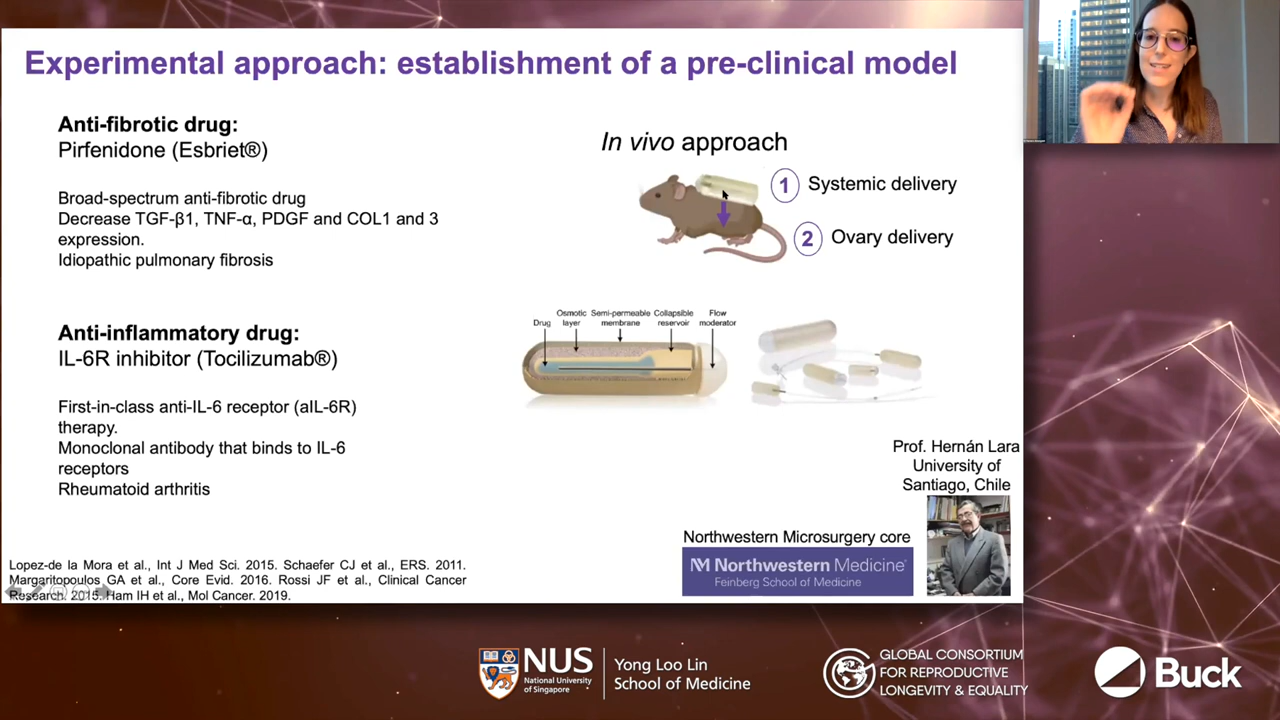 Experimental approach: establishment of a pre-clinical model
Anti-fibrotic drug:
Pirfenidone (Esbriet®)
Broad-spectrum anti-fibrotic drug
Decrease TGF-β1, TNF-α, PDGF and COL1 and 3
expression.
Idiopathic pulmonary fibrosis
Anti-inflammatory drug:
IL-6R inhibitor (Tocilizumab®)
First-in-class anti-IL-6 receptor (aIL-6R)
therapy.
Monoclonal antibody that binds to IL-6
receptors
Rheumatoid arthritis
Lopez-de la Mora et al., Int J Med Sci. 2015. Schaefer CJ et al., ERS. 2011.
Margaritopoulos GA et al., Core Evid. 2016. Rossi JF et al., Clinical Cancer
Research. 2015. Ham IH et al., Mol Cancer. 2019.
In vivo approach
1 Systemic delivery
2 Ovary delivery
Drug
Osmotic
layer
Semi-permeable
membrane
Collapsible
reservoir
Flow
moderator
Prof. Hernán Lara
University of
Santiago, Chile
Northwestern Microsurgery core
M Northwestern Medicine®
Feinberg School of Medicine
NUS
National University
of Singapore
Yong Loo Lin
School of Medicine
GLOBAL CONSORTIUM
FOR REPRODUCTIVE
LONGEVITY & EQUALITY
Buck